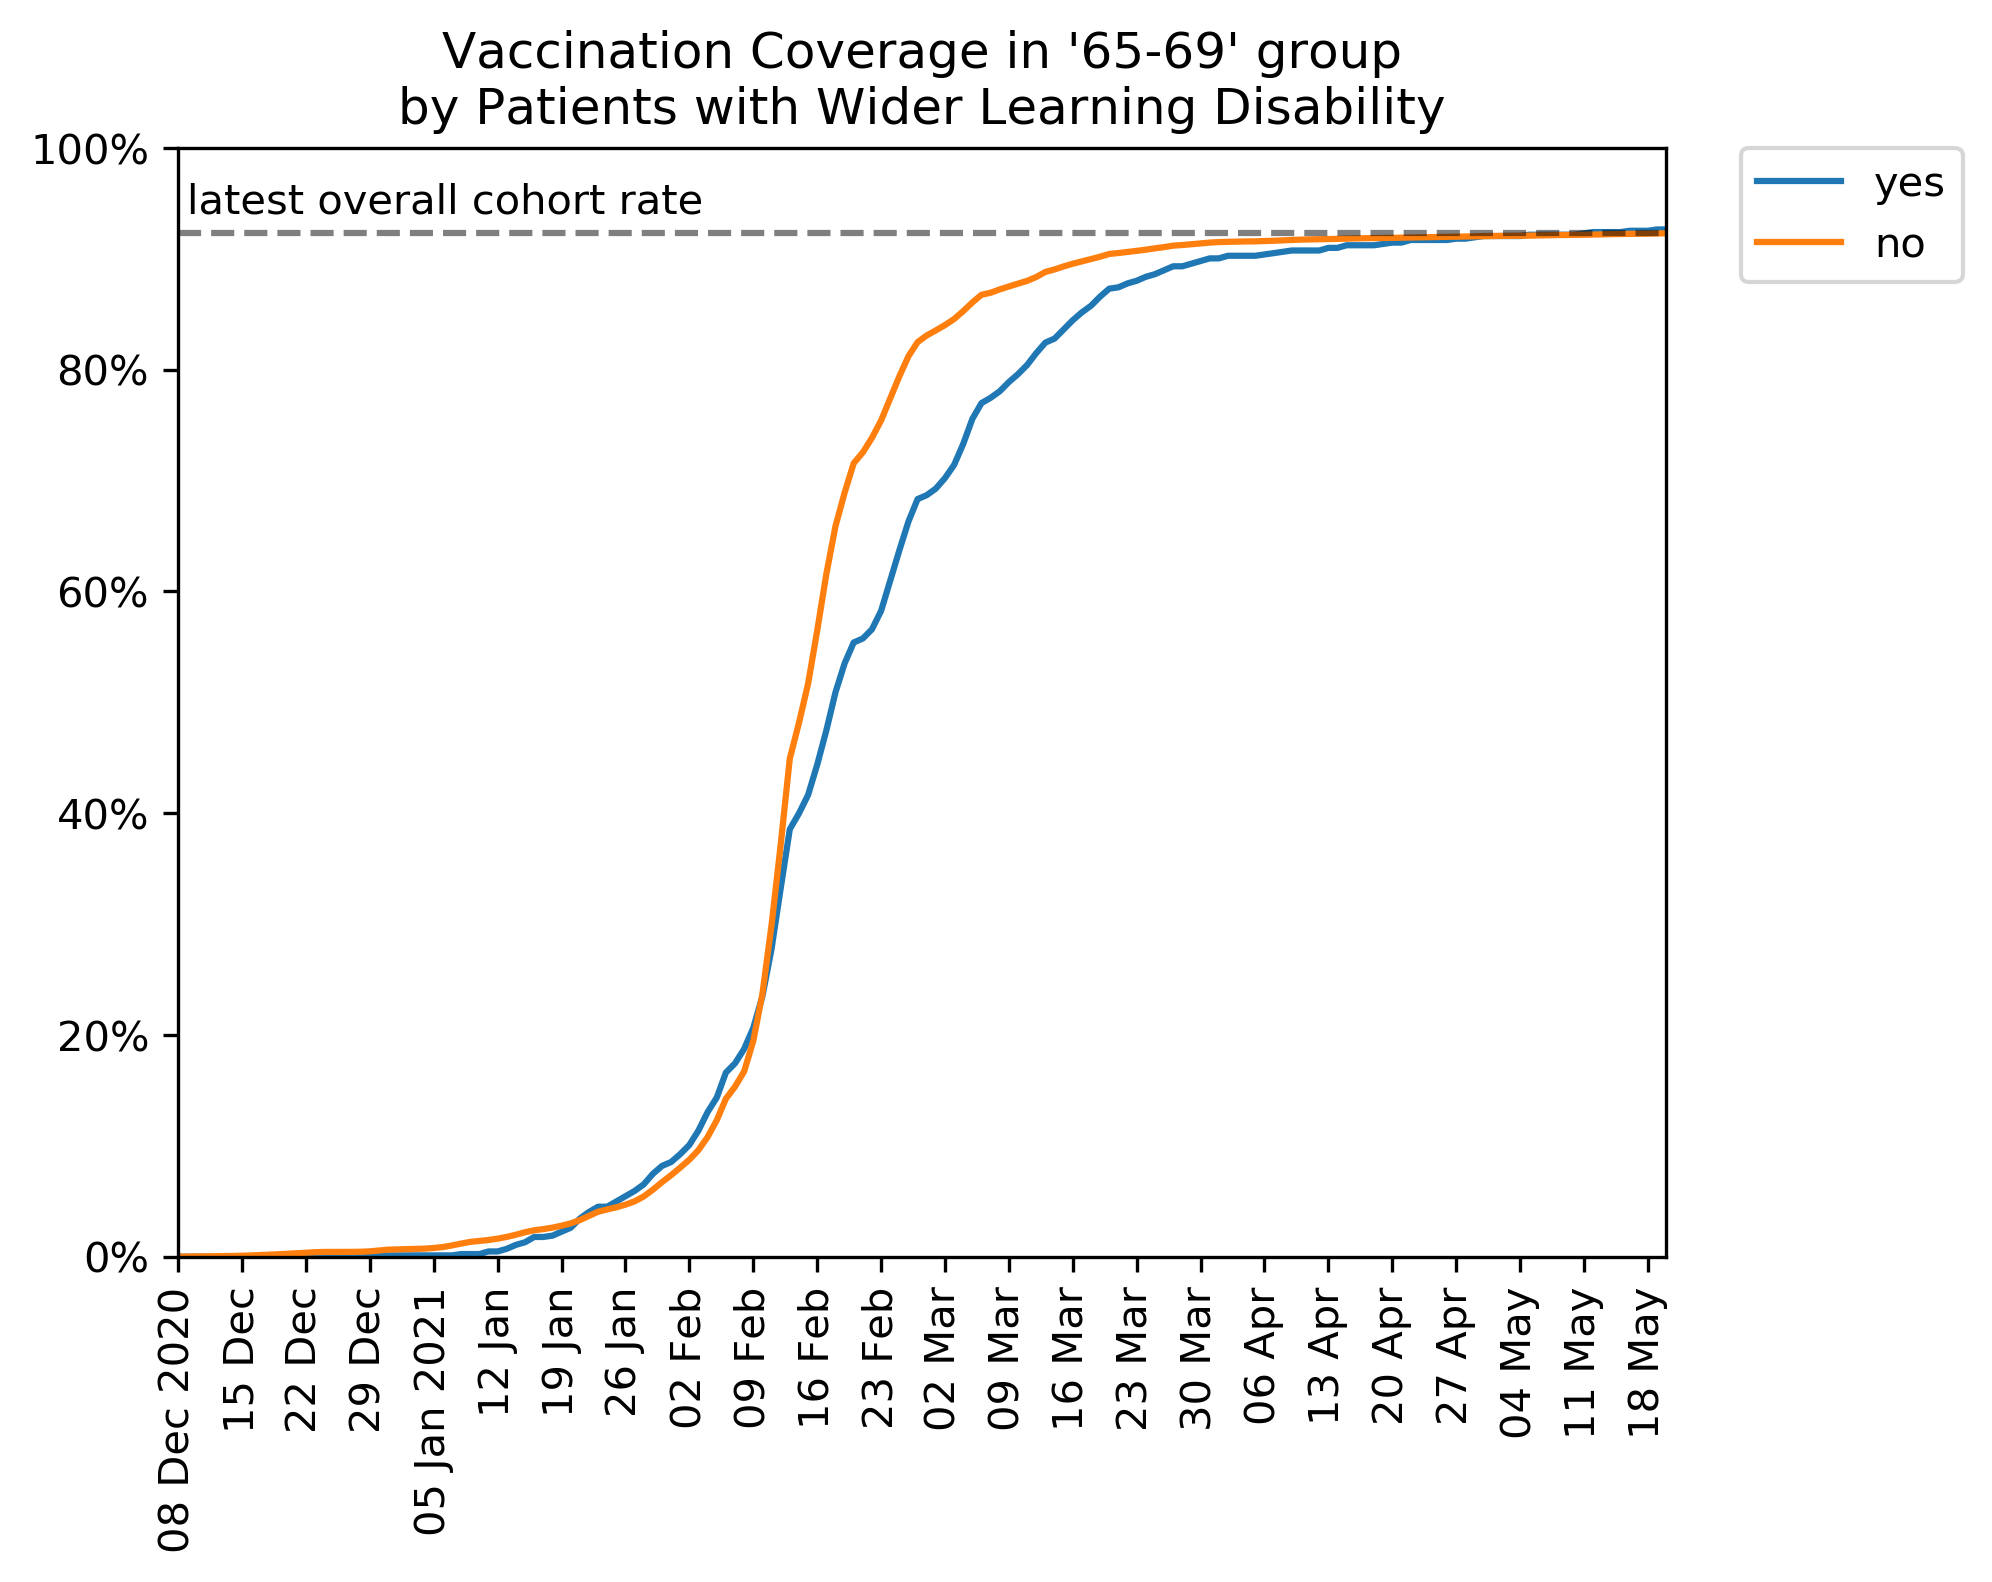 Vaccination Coverage in '65-69' group
by Patients with Wider Learning Disability
100%
80%
60%
40%
20%
0%
latest overall cohort rate
yes
no
08 Dec 2020
15 Dec
22 Dec
29 Dec
05 Jan 2021
12 Jan
19 Jan
26 Jan
02 Feb
09 Feb
16 Feb
23 Feb
02 Mar
09 Mar
16 Mar
23 Mar
30 Mar
06 Apr
13 Apr
20 Apr
27 Apr
04 May
11 May
18 May